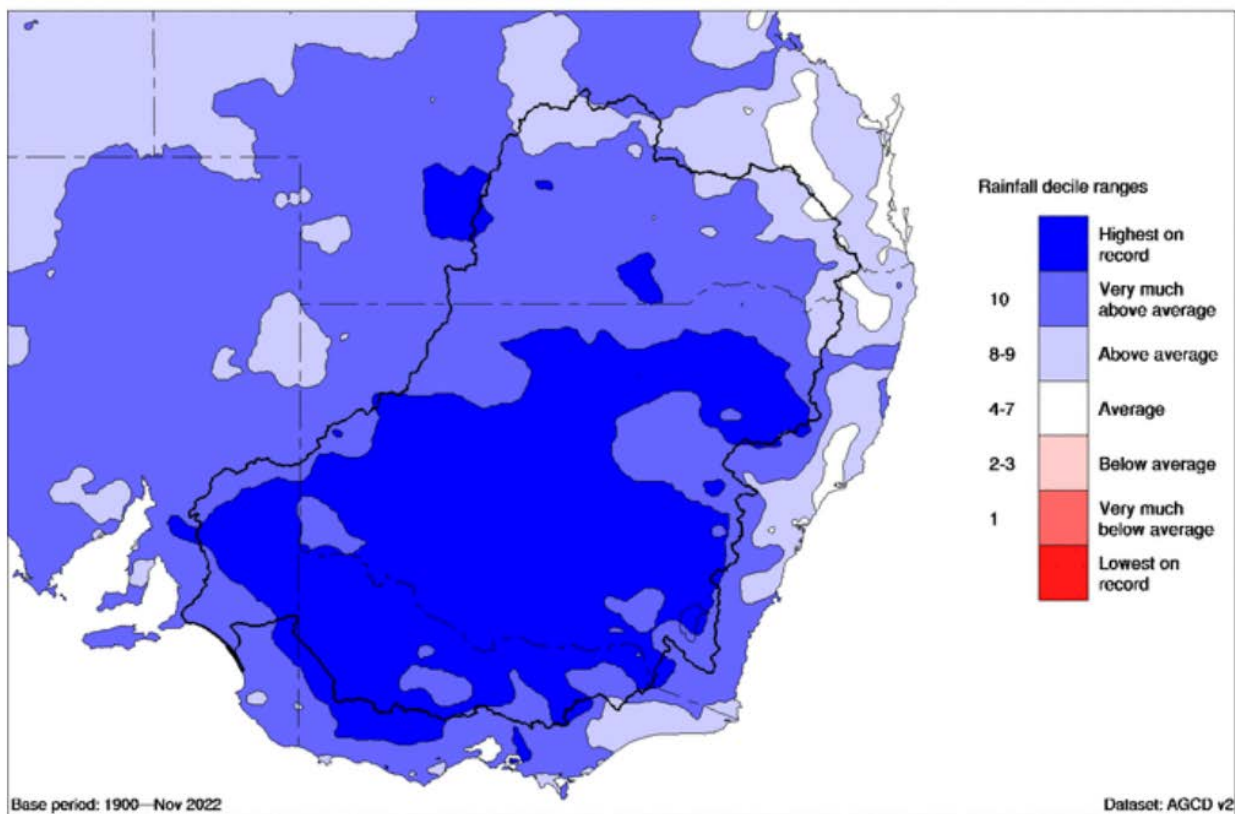 Rainfall decile ranges
Highest on
record
10
Very much
above average
8-9
Above average
4-7
Average
2-3
Below average
1
Very much
below average
Lowest on
record
Base period: 1900—Nov 2022
Dataset: AGCD v2